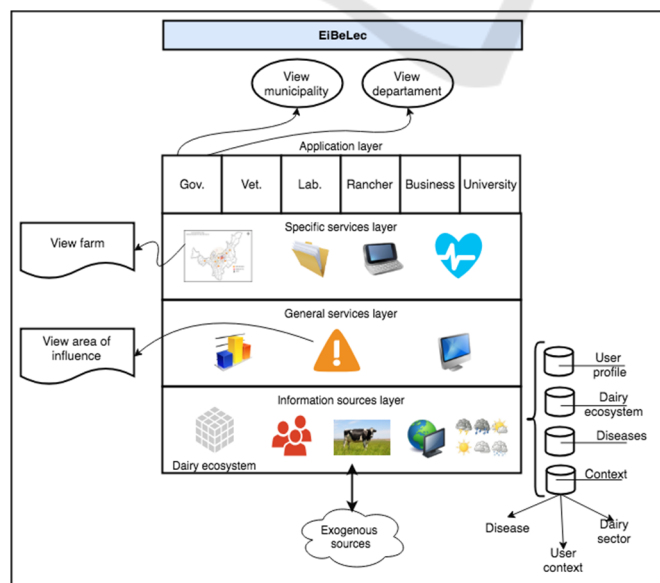 EiBeLec
View
municipality
View
departament
Application layer
Gov.
Vet.
Lab.
Rancher
Business
University
Specific services layer
View farm
General services layer
View area of
influence
Information sources layer
Dairy ecosystem
User
profile
Dairy
ecosystem
Diseases
Context
Disease
User
context
Dairy
sector
Exogenous
sources